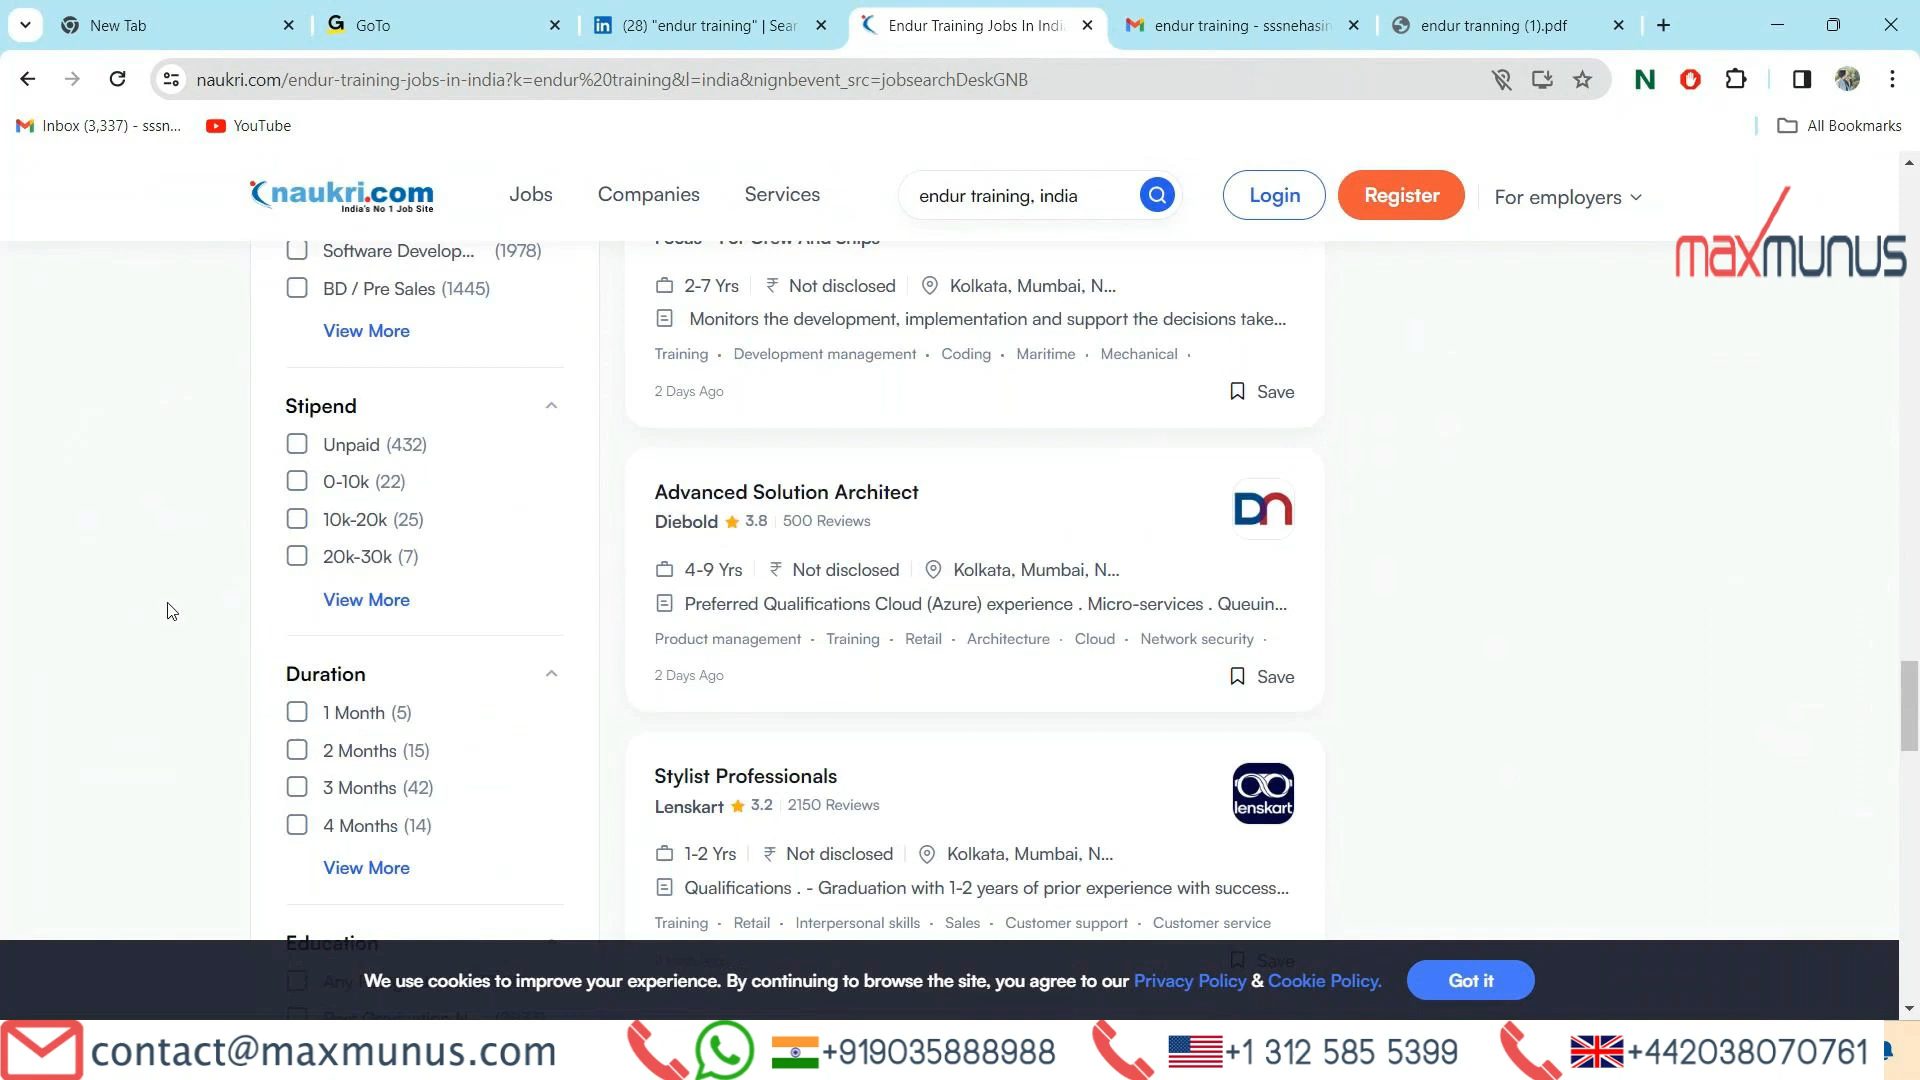 New Tab
GoTo
(28) "endur training" | Sear
Endur Training Jobs In Indi
endur training - sssnehasin
endur tranning (1).pdf
naukri.com/endur-training-jobs-in-india?k=endur%20training&l=india&nignbevent_src=jobsearchDeskGNB
Inbox (3,337) - sssn...
YouTube
All Bookmarks
naukri.com
India's No 1 Job Site
Jobs
Companies
Services
endur training, india
Login
Register
For employers
maxmunus
Software Develop... (1978)
BD / Pre Sales (1445)
View More
Stipend
Unpaid (432)
0-10k (22)
10k-20k (25)
20k-30k (7)
View More
Duration
1 Month (5)
2 Months (15)
3 Months (42)
4 Months (14)
View More
Education
2-7 Yrs
₹ Not disclosed
Kolkata, Mumbai, N...
Monitors the development, implementation and support the decisions take...
Training · Development management · Coding · Maritime · Mechanical ·
2 Days Ago
Save
Advanced Solution Architect
Diebold 3.8 | 500 Reviews
DN
4-9 Yrs
₹ Not disclosed
Kolkata, Mumbai, N...
Preferred Qualifications Cloud (Azure) experience . Micro-services . Queuin...
Product management · Training · Retail · Architecture · Cloud · Network security ·
2 Days Ago
Save
Stylist Professionals
Lenskart 3.2 | 2150 Reviews
lenskart
1-2 Yrs
₹ Not disclosed
Kolkata, Mumbai, N...
Qualifications . - Graduation with 1-2 years of prior experience with success...
Training · Retail · Interpersonal skills · Sales · Customer support · Customer service
Save
We use cookies to improve your experience. By continuing to browse the site, you agree to our Privacy Policy & Cookie Policy.
Got it
contact@maxmunus.com
+919035888988
+1 312 585 5399
+442038070761